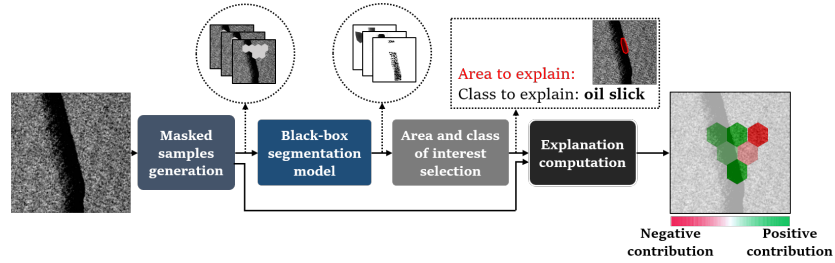 Area to explain:
Class to explain: oil slick
Masked
samples
generation
Black-box
segmentation
model
Area and class
of interest
selection
Explanation
computation
Negative
contribution
Positive
contribution